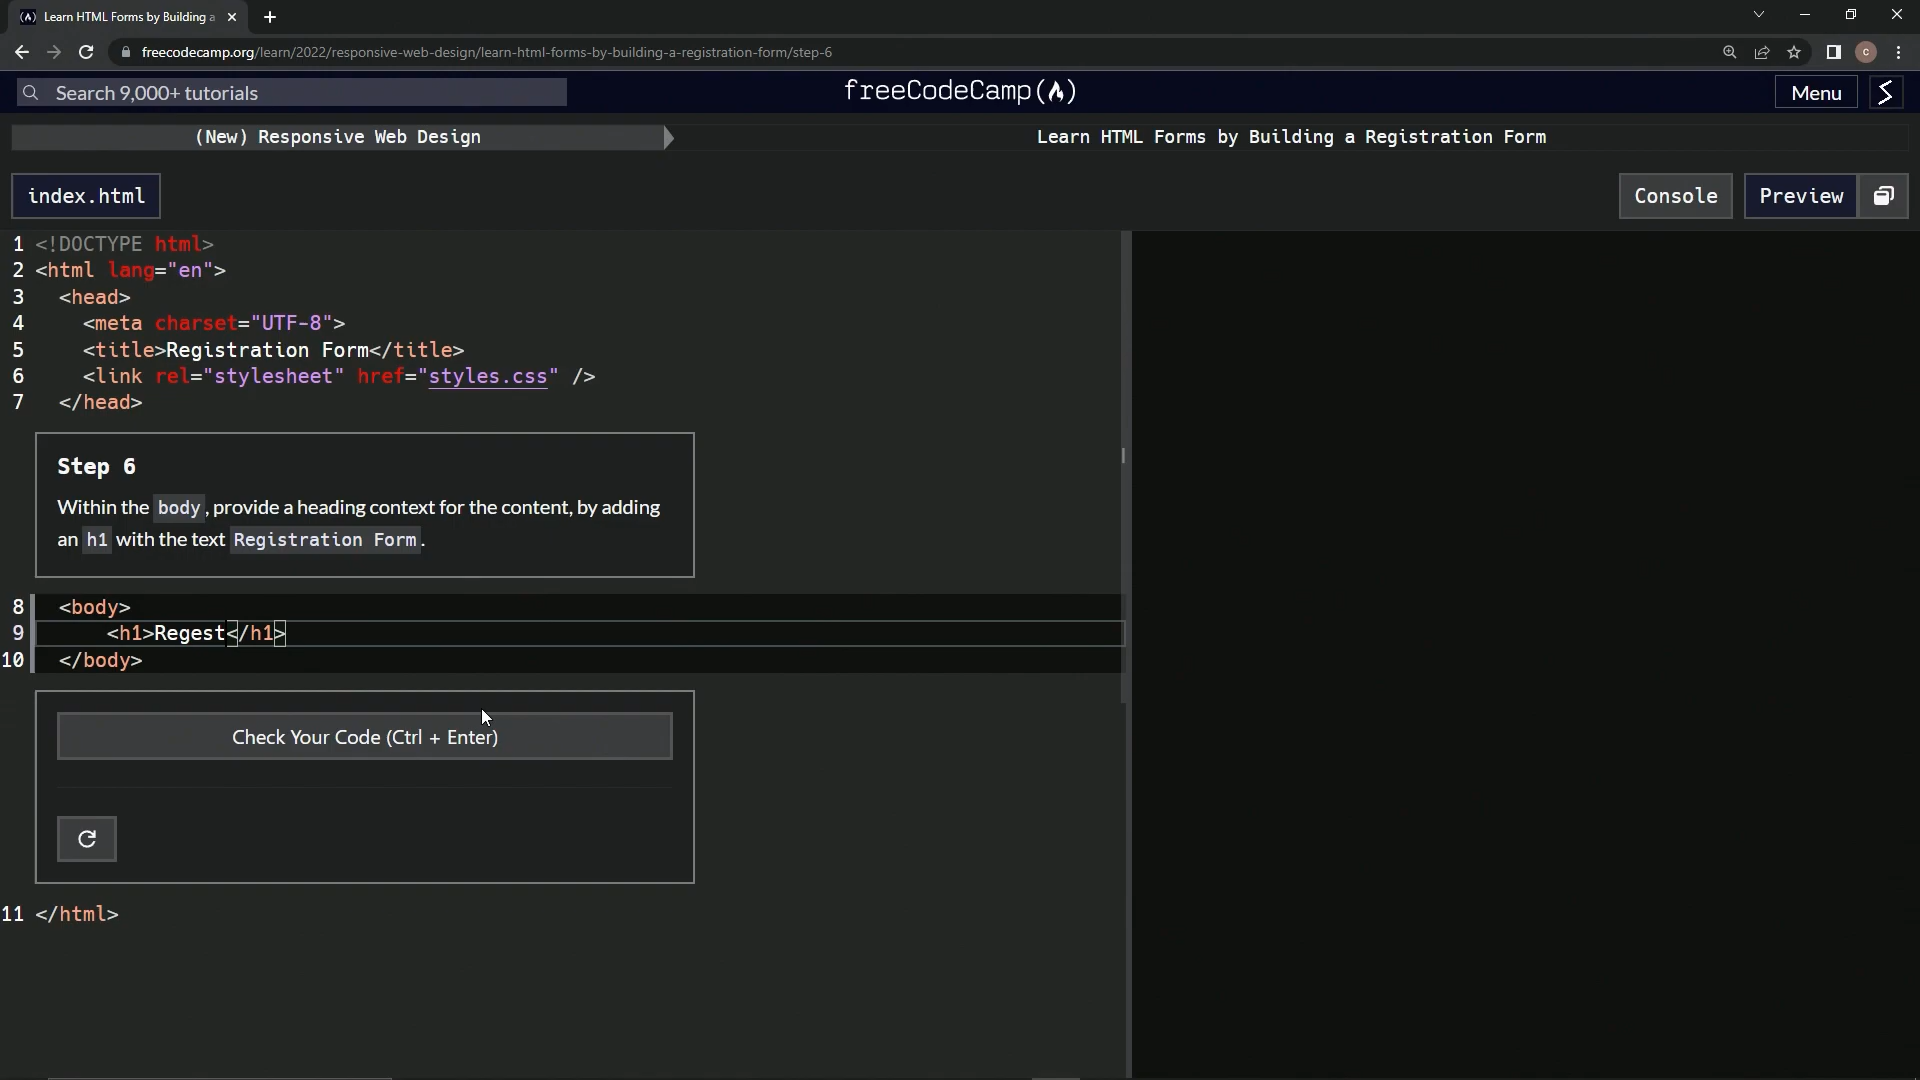 Learn HTML Forms by Building a
freecodecamp.org/learn/2022/responsive-web-design/learn-html-forms-by-building-a-registration-form/step-6
C
Search 9,000+ tutorials
freeCodeCamp
Menu
(New) Responsive Web Design
Learn HTML Forms by Building a Registration Form
index.html
Console
Preview
1 <!DOCTYPE html>
2 <html lang="en">
3 <head>
4 <meta charset="UTF-8">
5 <title>Registration Form</title>
6 <link rel="stylesheet" href="styles.css" />
7 </head>
Step 6
Within the body, provide a heading context for the content, by adding
an h1 with the text Registration Form.
8 <body>
9 <h1>Regest</h1>
10 </body>
Check Your Code (Ctrl + Enter)
11 </html>